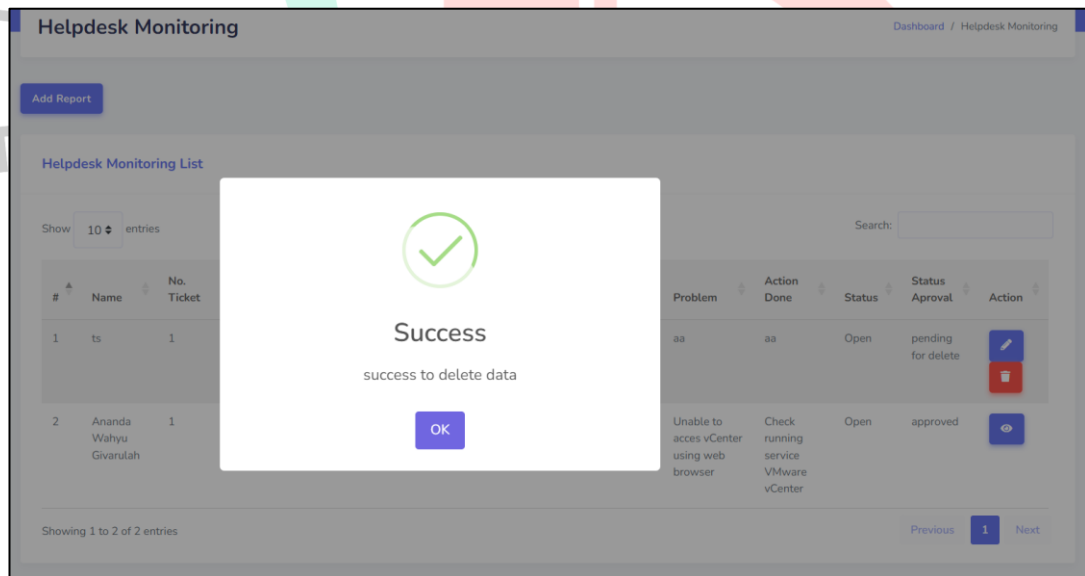 Helpdesk Monitoring
Dashboard / Helpdesk Monitoring
Add Report
Helpdesk Monitoring List
Show 10 entries
Search:
# Name No. Ticket Problem Action Done Status Status Aproval Action
1 ts 1 aa aa Open pending for delete
2 Ananda Wahyu Givarulah 1 Unable to acces vCenter using web browser Check running service VMware vCenter Open approved
Success
success to delete data
OK
Showing 1 to 2 of 2 entries
Previous 1 Next